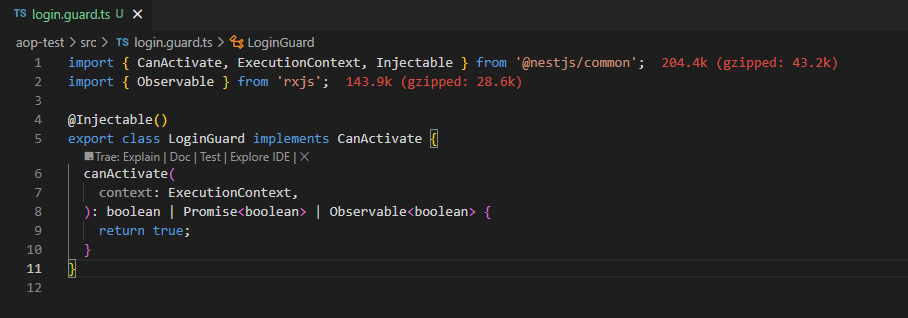 TS login.guard.ts U ×
aop-test > src > TS login.guard.ts > LoginGuard
1 import { CanActivate, ExecutionContext, Injectable } from '@nestjs/common'; 204.4k (gzipped: 43.2k)
2 import { Observable } from 'rxjs'; 143.9k (gzipped: 28.6k)
3
4 @Injectable()
5 export class LoginGuard implements CanActivate {
Trae: Explain | Doc | Test | Explore IDE | ×
6 canActivate(
7 context: ExecutionContext,
8 ): boolean | Promise<boolean> | Observable<boolean> {
9 return true;
10 }
11 }
12